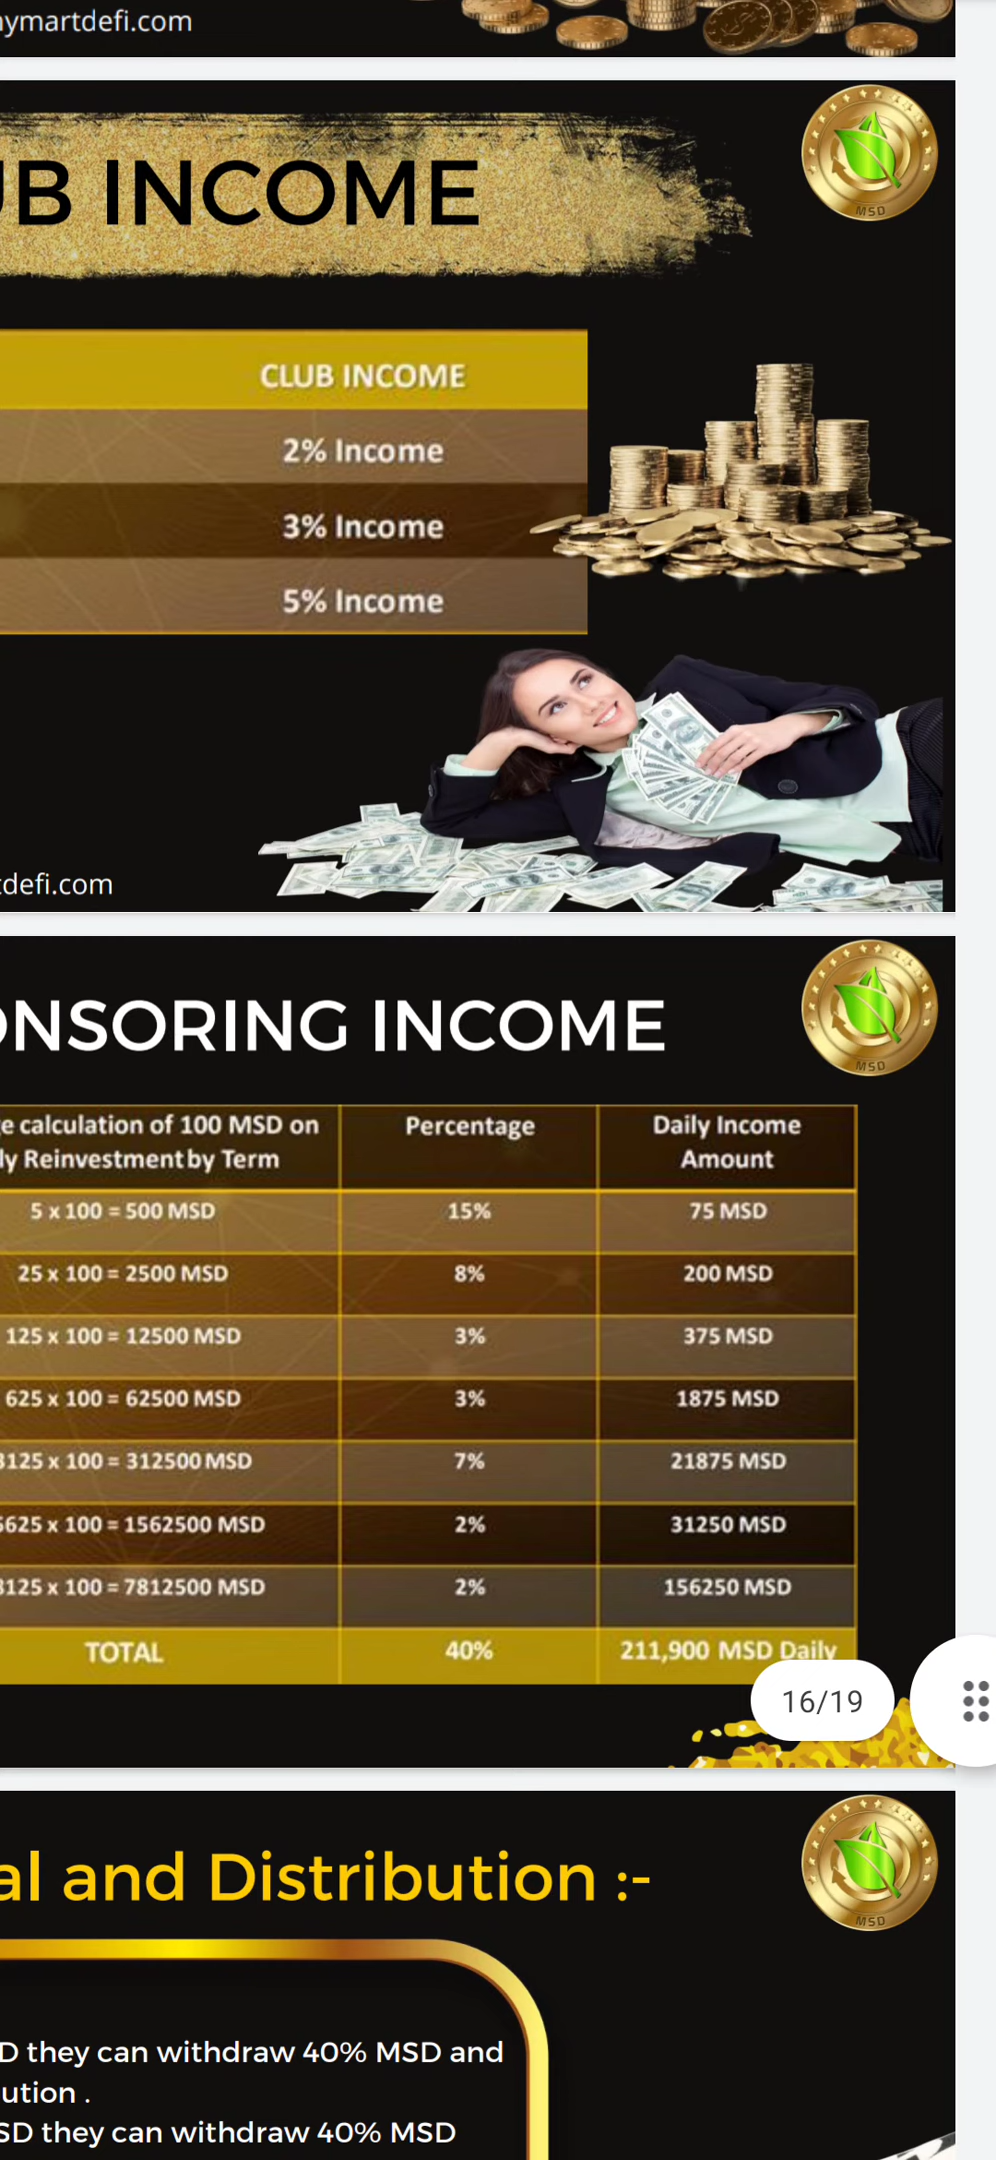 nymartdefi.com
MSD
UB INCOME
CLUB INCOME
2% Income
3% Income
5% Income
tdefi.com
MSD
ONSORING INCOME
e calculation of 100 MSD on
ly Reinvestment by Term
Percentage
Daily Income
Amount
5 x 100 = 500 MSD
15%
75 MSD
25 x 100 = 2500 MSD
8%
200 MSD
125 x 100 = 12500 MSD
3%
375 MSD
625 x 100 = 62500 MSD
3%
1875 MSD
3125 x 100 = 312500 MSD
7%
21875 MSD
5625 x 100 = 1562500 MSD
2%
31250 MSD
8125 x 100 = 7812500 MSD
2%
156250 MSD
TOTAL
40%
211,900 MSD Daily
16/19
MSD
al and Distribution :-
D they can withdraw 40% MSD and
ution .
SD they can withdraw 40% MSD